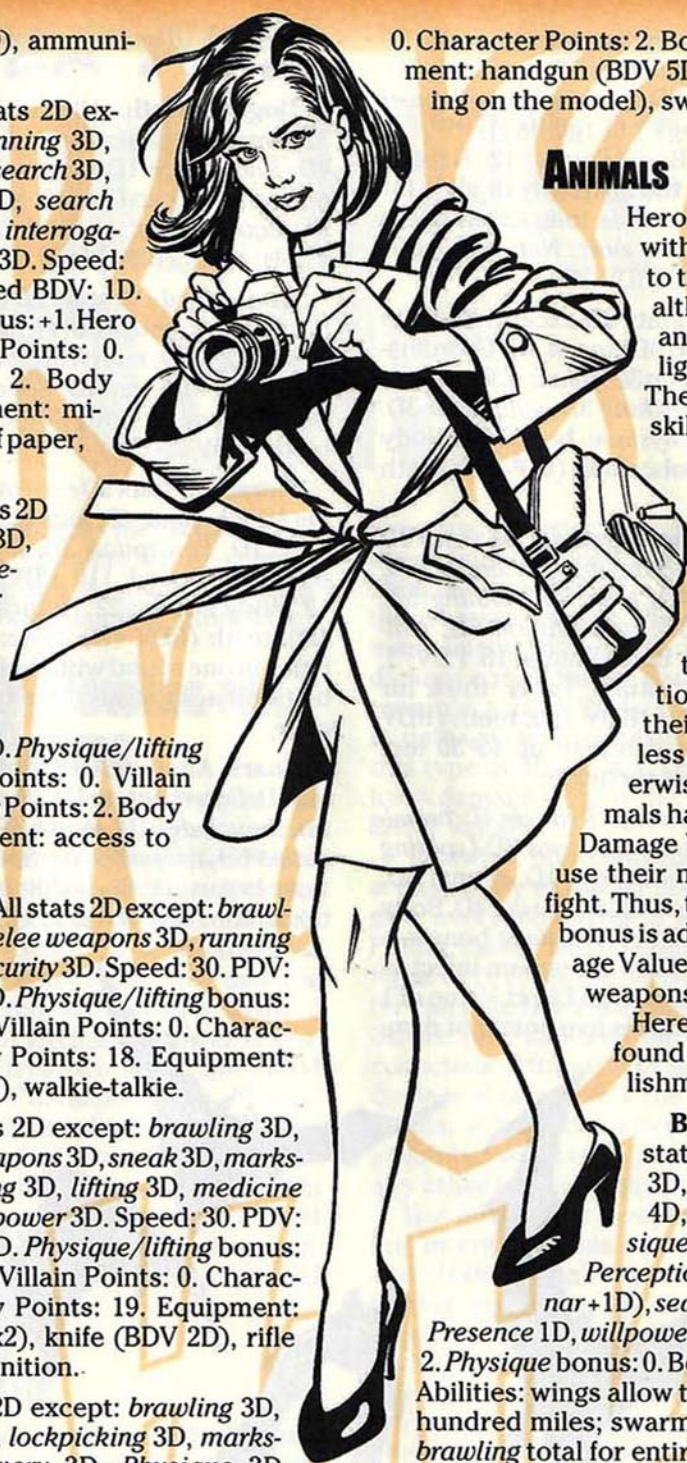 ), ammuni-
ats 2D ex-
nning 3D,
search 3D,
D, search
interroga-
3D. Speed:
ed BDV: 1D.
us: +1. Hero
Points: 0.
2. Body
ment: mi-
f paper,
s 2D
3D,
e-
D. Physique/lifting
Points: 0. Villain
r Points: 2. Body
ent: access to
All stats 2D except: brawl-
elee weapons 3D, running
curity 3D. Speed: 30. PDV:
D. Physique/lifting bonus:
Villain Points: 0. Charac-
y Points: 18. Equipment:
), walkie-talkie.
s 2D except: brawling 3D,
apons 3D, sneak 3D, marks-
g 3D, lifting 3D, medicine
power 3D. Speed: 30. PDV:
D. Physique/lifting bonus:
Villain Points: 0. Charac-
y Points: 19. Equipment:
x2), knife (BDV 2D), rifle
nition.
2D except: brawling 3D,
lockpicking 3D, marks-
3D, Physique 3D
0. Character Points: 2. Bo
ment: handgun (BDV 5D
ing on the model), sw
ANIMALS
Hero
with
to t
alt
an
lig
The
skil
t
tio
thei
less
erwis
mals ha
Damage
use their n
fight. Thus, t
bonus is ad
age Value
weapons
Here
found
lishm
B
stat
3D,
4D,
sique
Perceptio
nar +1D), sea
Presence 1D, willpowe
2. Physique bonus: 0. Bo
Abilities: wings allow t
hundred miles; swarm
brawling total for entir